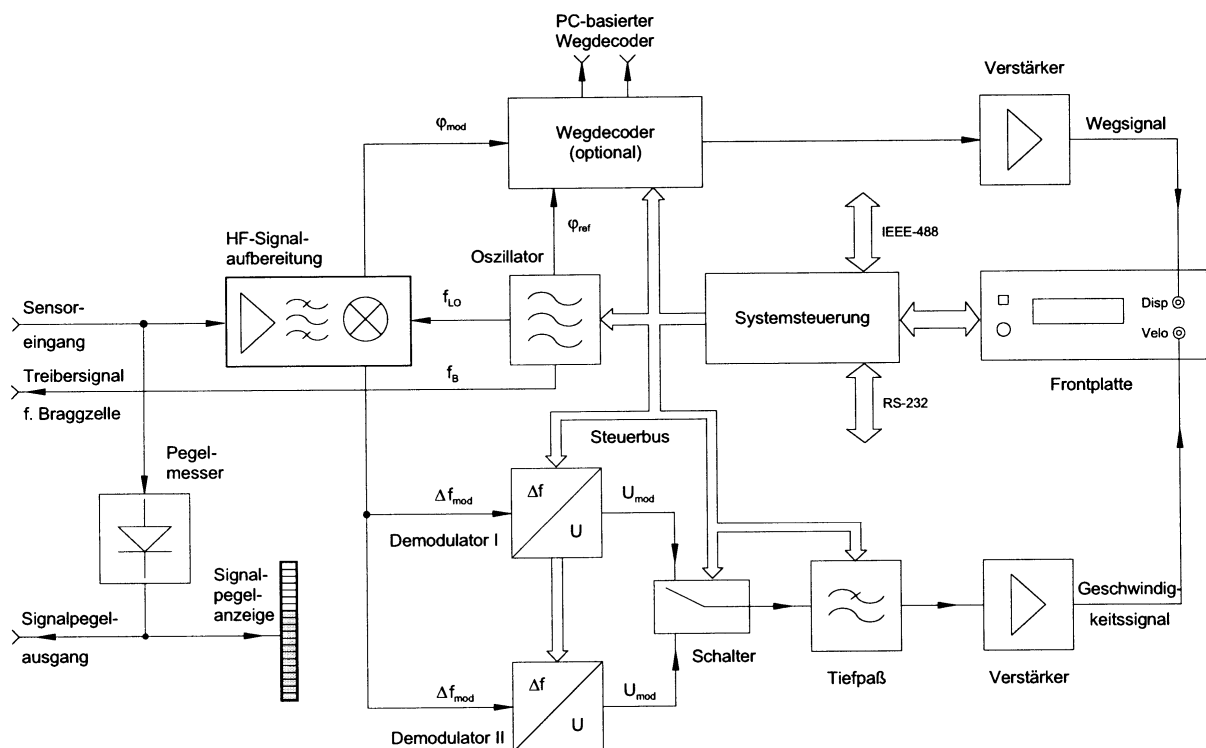 PC-basierter
Wegdecoder
Verstärker
φmod
Wegdecoder
(optional)
Wegsignal
φref
IEEE-488
HF-Signal-
aufbereitung
Oszillator
Sensor-
eingang
fLO
Systemsteuerung
Disp
Velo
Treibersignal
f. Braggzelle
fB
Frontplatte
RS-232
Steuerbus
Pegel-
messer
Δfmod
Δf
U
Umod
Demodulator I
Signal-
pegel-
anzeige
Signalpegel-
ausgang
Schalter
Tiefpaß
Verstärker
Geschwindig-
keitssignal
Δfmod
Δf
U
Umod
Demodulator II